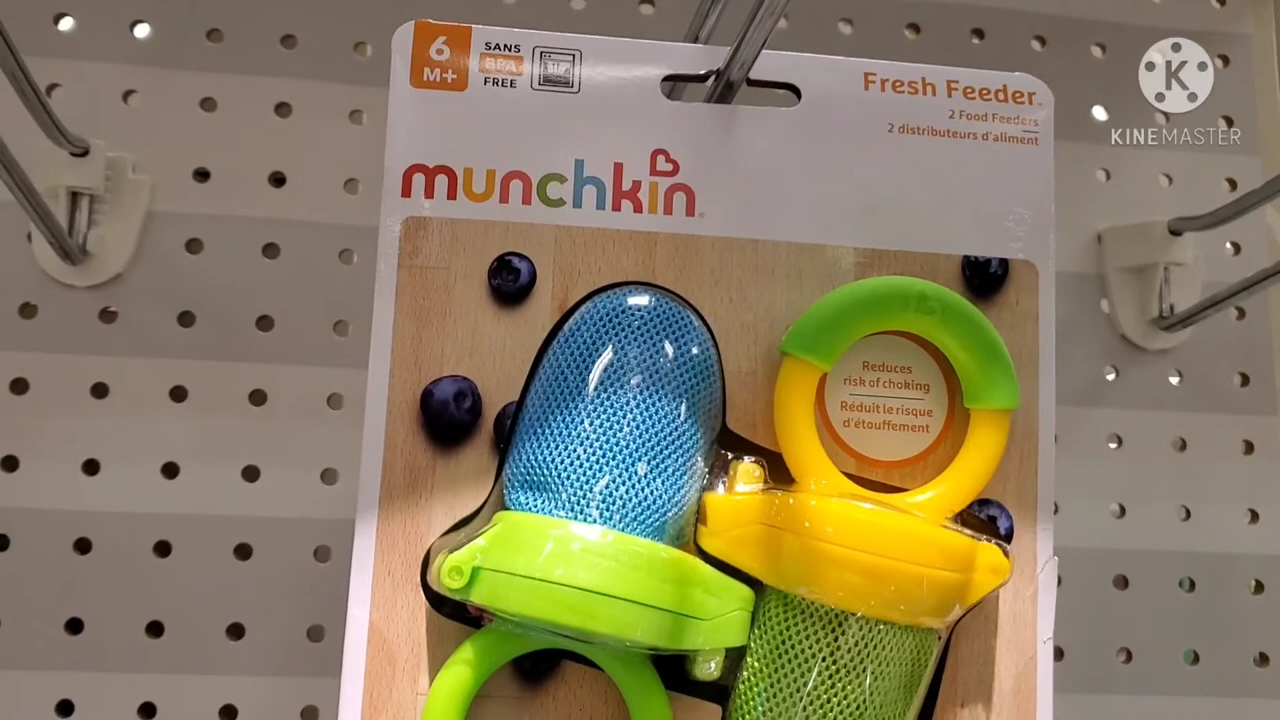 6
M+
SANS
BPA
FREE
Fresh Feeder
2 Food Feeders
2 distributeurs d'aliment
munchkin
Reduces
risk of choking
Réduit le risque
d'étouffement
K
KINEMASTER